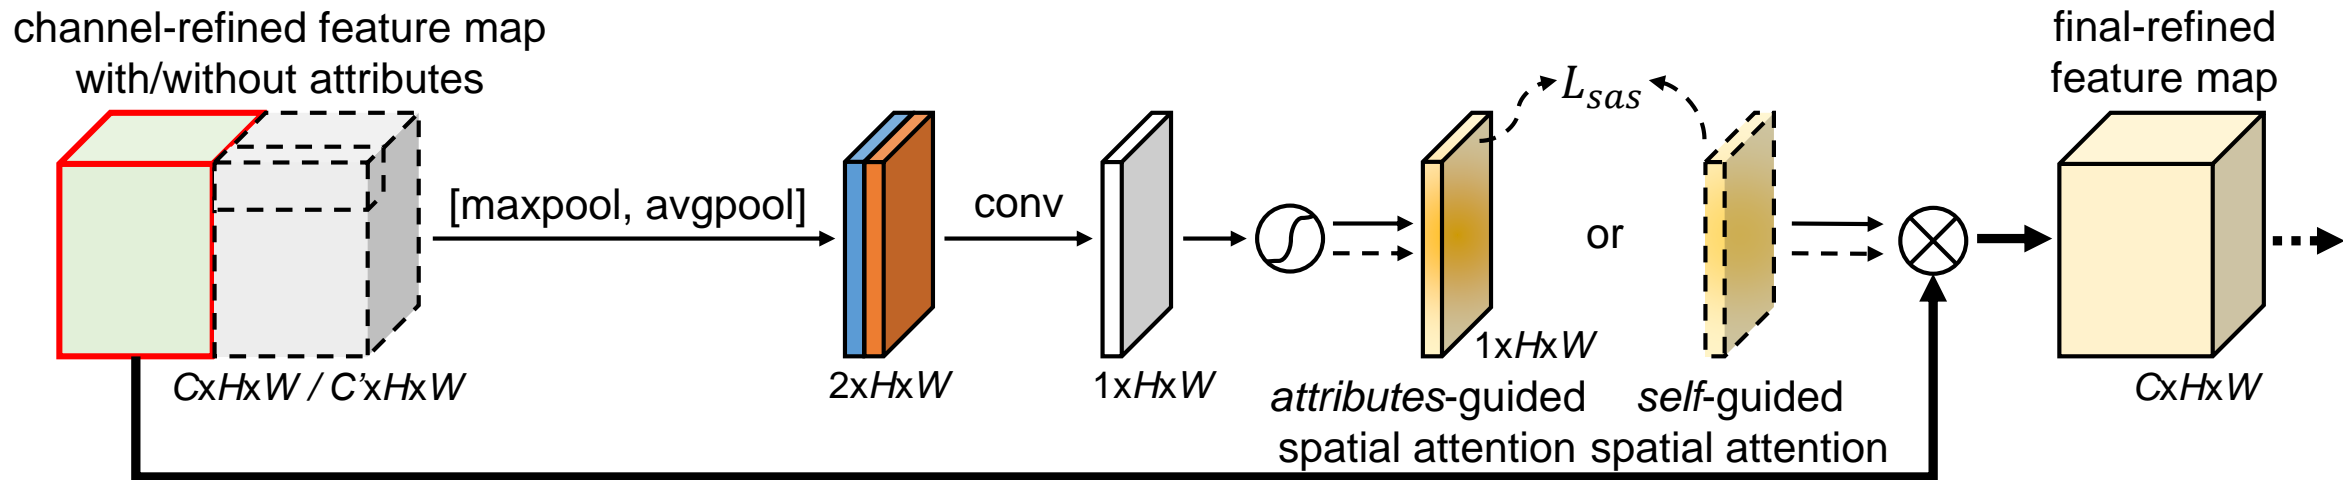 channel-refined feature map
with/without attributes
CxHxW / C'xHxW
[maxpool, avgpool]
2xHxW
conv
1xHxW
L_sas
1xHxW
or
attributes-guided
spatial attention
self-guided
spatial attention
final-refined
feature map
CxHxW